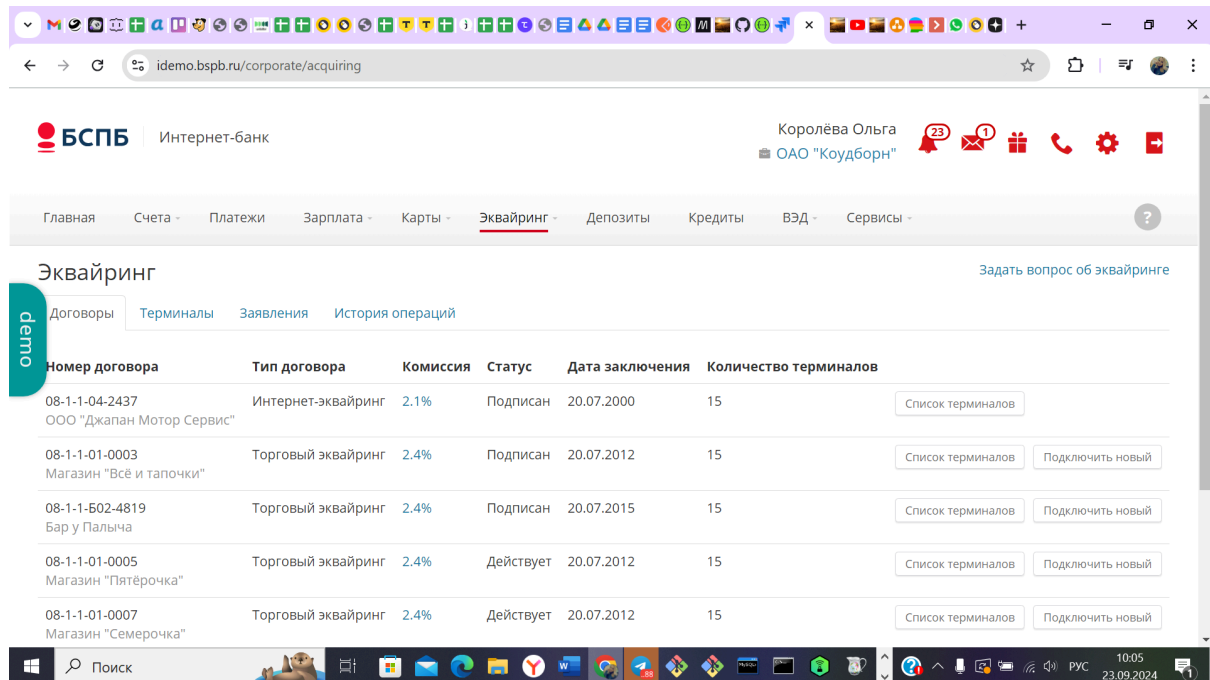 idemo.bspb.ru/corporate/acquiring
БСПБ Интернет-банк
Королёва Ольга
ОАО "Коудборн"
23
1
Главная Счета Платежи Зарплата Карты Эквайринг Депозиты Кредиты ВЭД Сервисы ?
Эквайринг
Задать вопрос об эквайринге
demo
Договоры Терминалы Заявления История операций
Номер договора Тип договора Комиссия Статус Дата заключения Количество терминалов
08-1-1-04-2437 Интернет-эквайринг 2.1% Подписан 20.07.2000 15 Список терминалов
ООО "Джапан Мотор Сервис"
08-1-1-01-0003 Торговый эквайринг 2.4% Подписан 20.07.2012 15 Список терминалов Подключить новый
Магазин "Всё и тапочки"
08-1-1-Б02-4819 Торговый эквайринг 2.4% Подписан 20.07.2015 15 Список терминалов Подключить новый
Бар у Палыча
08-1-1-01-0005 Торговый эквайринг 2.4% Действует 20.07.2012 15 Список терминалов Подключить новый
Магазин "Пятёрочка"
08-1-1-01-0007 Торговый эквайринг 2.4% Действует 20.07.2012 15 Список терминалов Подключить новый
Магазин "Семерочка"
Поиск
РУС
10:05
23.09.2024